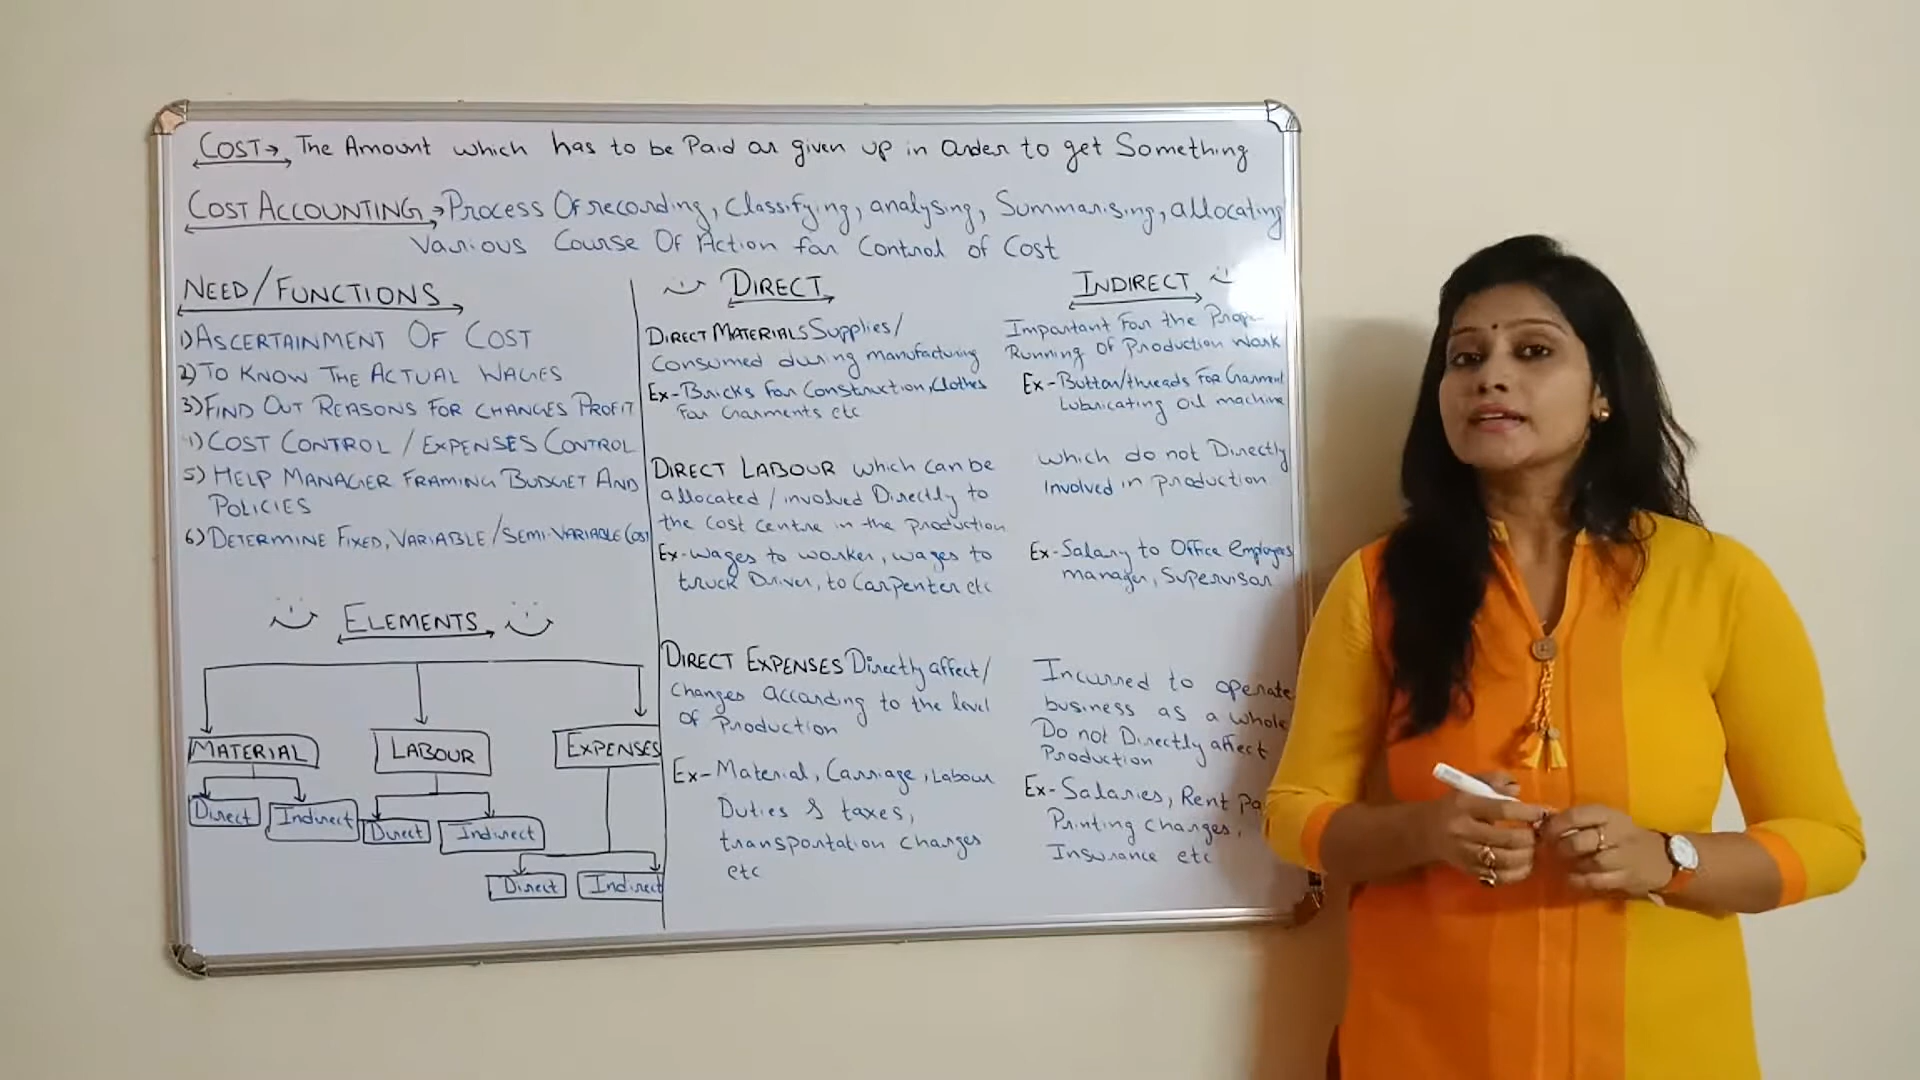 COST→ The Amount which has to be Paid or given up in order to get Something
COST ACCOUNTING → Process Of recording, Classifying, analysing, Summarising, allocating
Various Course Of Action for Control of Cost
NEED/FUNCTIONS
1) ASCERTAINMENT OF COST
2) TO KNOW THE ACTUAL WAGES
3) FIND OUT REASONS FOR CHANGES PROFIT
4) COST CONTROL / EXPENSES CONTROL
5) HELP MANAGER FRAMING BUDGET AND
POLICIES
6) DETERMINE FIXED, VARIABLE/SEMI-VARIABLE COST
ELEMENTS
MATERIAL
LABOUR
EXPENSES
Direct
Indirect
Direct
Indirect
Direct
Indirect
DIRECT
DIRECT MATERIALS Supplies/
Consumed during manufacturing
Ex- Bricks for Construction, Clothes
for Garments etc
DIRECT LABOUR which can be
allocated / involved Directly to
the cost centre in the production
Ex- wages to worker, wages to
truck Driver, to Carpenter etc
DIRECT EXPENSES Directly affect/
Changes According to the level
of Production
Ex- Material, Carriage, Labour
Duties & taxes,
transportation charges
etc
INDIRECT
Important For the
Running Of Production Work
Ex- Button/threads For Garment
Lubricating Oil machine
which do not Directly
Involved in production
Ex- Salary to Office employees
manager, Supervisor
Incurred to operate
business as a whole
Do not Directly affect
Production
Ex- Salaries, Rent
Printing charges,
Insurance etc